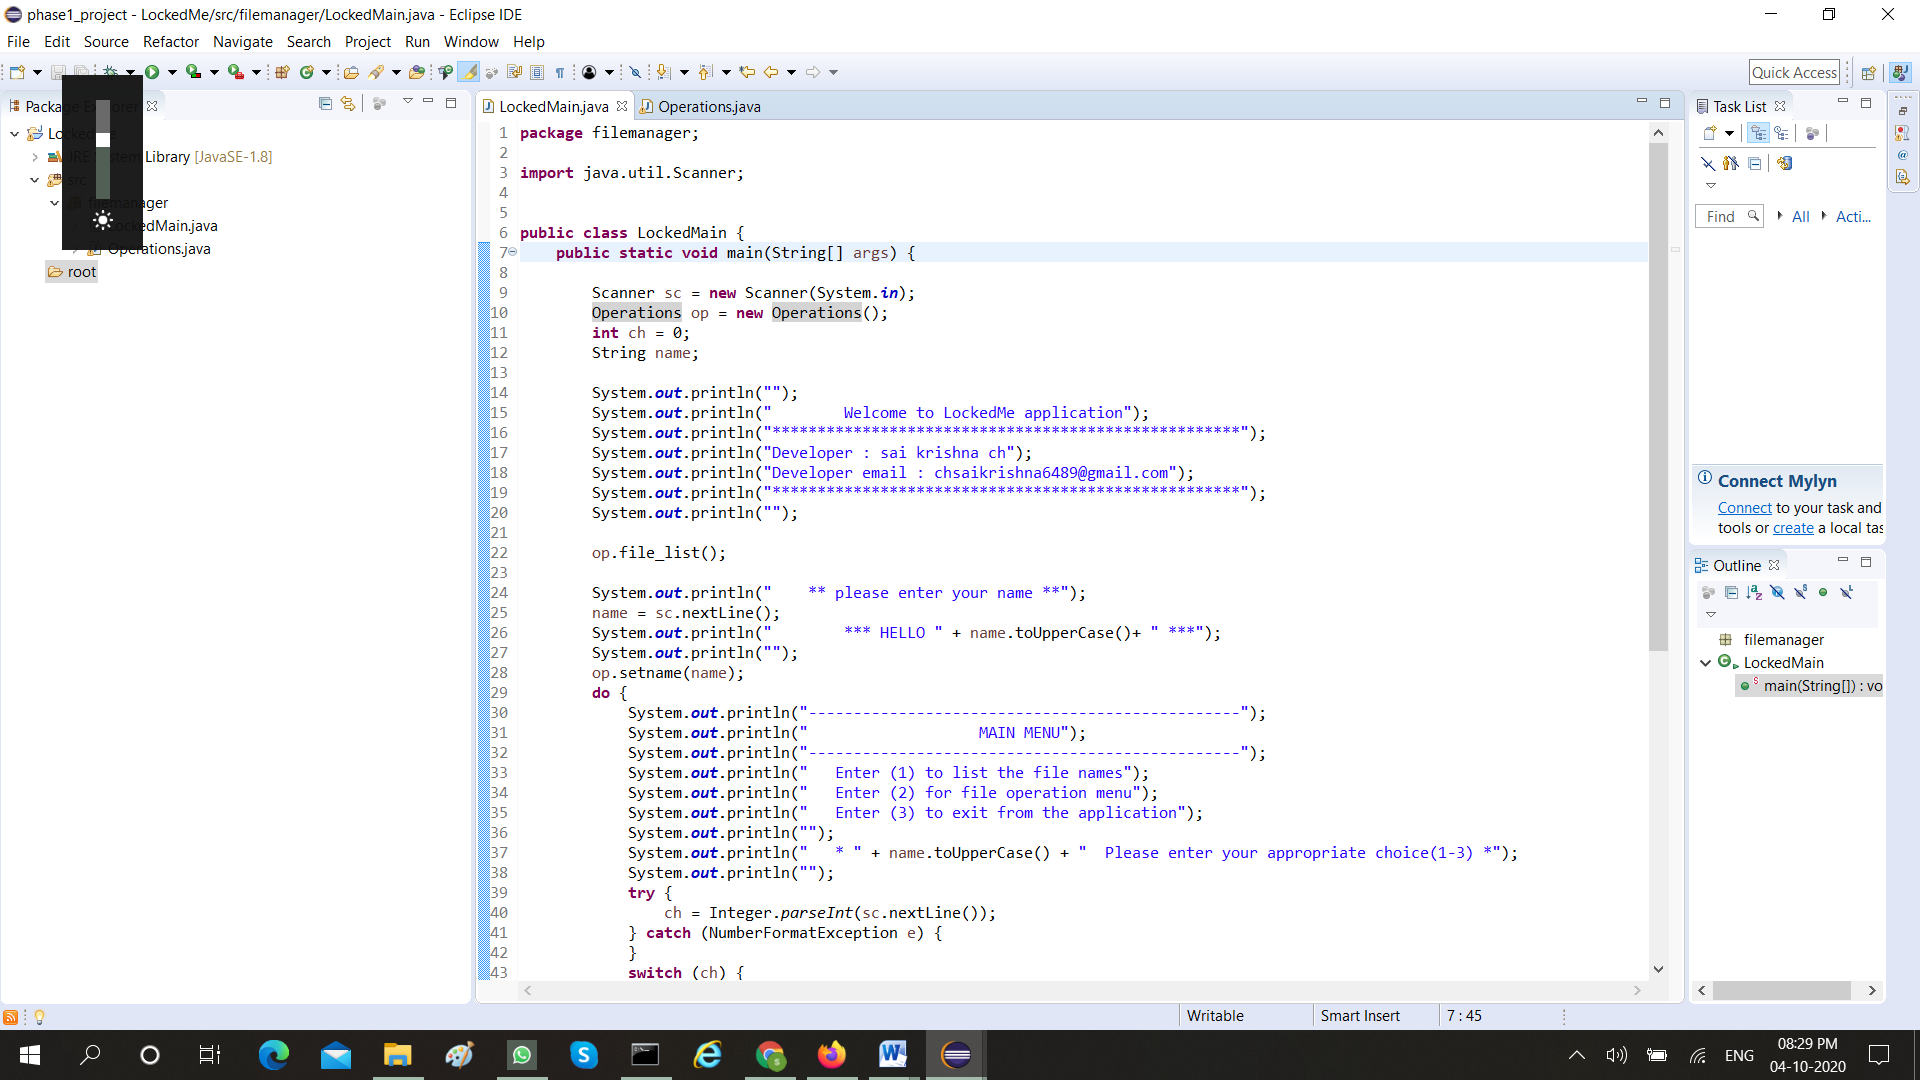 phase1_project - LockedMe/src/filemanager/LockedMain.java - Eclipse IDE
File Edit Source Refactor Navigate Search Project Run Window Help
Quick Access
Package Explorer
JRE System Library [JavaSE-1.8]
src
filemanager
LockedMain.java
Operations.java
root
LockedMain.java Operations.java
1 package filemanager;
2
3 import java.util.Scanner;
4
5
6 public class LockedMain {
7 public static void main(String[] args) {
8
9 Scanner sc = new Scanner(System.in);
10 Operations op = new Operations();
11 int ch = 0;
12 String name;
13
14 System.out.println("");
15 System.out.println("        Welcome to LockedMe application");
16 System.out.println("****************************************************");
17 System.out.println("Developer : sai krishna ch");
18 System.out.println("Developer email : chsaikrishna6489@gmail.com");
19 System.out.println("****************************************************");
20 System.out.println("");
21
22 op.file_list();
23
24 System.out.println("    ** please enter your name **");
25 name = sc.nextLine();
26 System.out.println("        *** HELLO " + name.toUpperCase()+ " ***");
27 System.out.println("");
28 op.setname(name);
29 do {
30 System.out.println("------------------------------------------------");
31 System.out.println("                   MAIN MENU");
32 System.out.println("------------------------------------------------");
33 System.out.println("   Enter (1) to list the file names");
34 System.out.println("   Enter (2) for file operation menu");
35 System.out.println("   Enter (3) to exit from the application");
36 System.out.println("");
37 System.out.println("   * " + name.toUpperCase() + "  Please enter your appropriate choice(1-3) *");
38 System.out.println("");
39 try {
40 ch = Integer.parseInt(sc.nextLine());
41 } catch (NumberFormatException e) {
42 }
43 switch (ch) {
Task List
Find All Acti...
Connect Mylyn
Connect to your task and
tools or create a local tas
Outline
filemanager
LockedMain
main(String[]) : vo
Writable Smart Insert 7 : 45
ENG
08:29 PM
04-10-2020